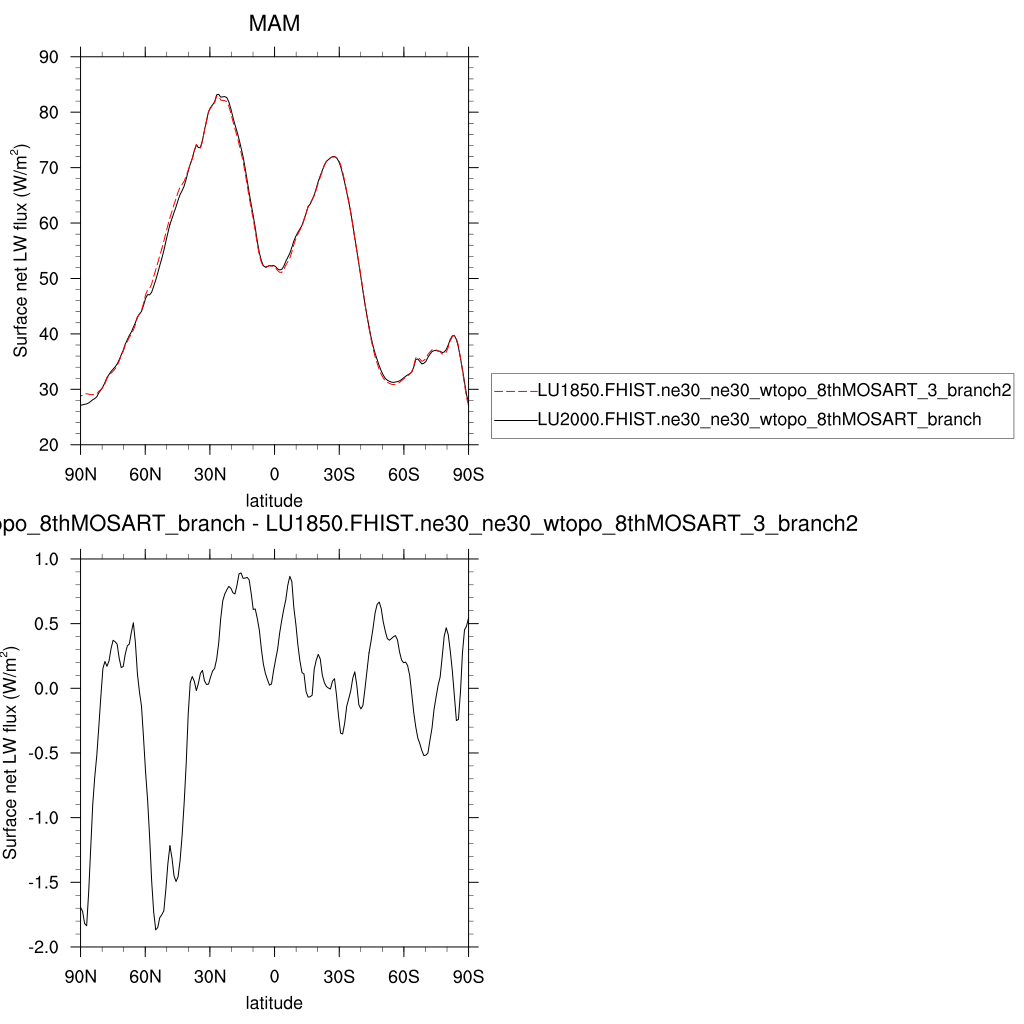 MAM
90
80
70
60
50
40
30
20
Surface net LW flux (W/m²)
90N 60N 30N 0 30S 60S 90S
latitude
LU1850.FHIST.ne30_ne30_wtopo_8thMOSART_3_branch2
LU2000.FHIST.ne30_ne30_wtopo_8thMOSART_branch
opo_8thMOSART_branch - LU1850.FHIST.ne30_ne30_wtopo_8thMOSART_3_branch2
1.0
0.5
0.0
-0.5
-1.0
-1.5
-2.0
Surface net LW flux (W/m²)
90N 60N 30N 0 30S 60S 90S
latitude